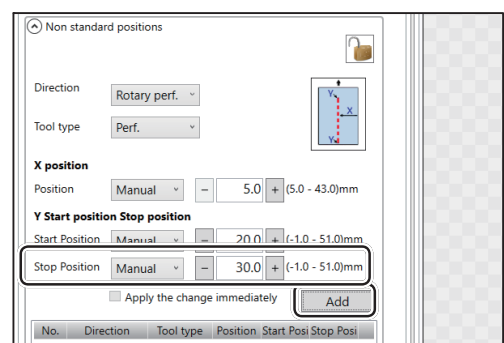 Non standard positions
Direction Rotary perf.
Y
X
Y
Tool type Perf.
X position
Position Manual − 5.0 + (5.0 - 43.0)mm
Y Start position Stop position
Start Position Manual − 20.0 + (-1.0 - 51.0)mm
Stop Position Manual − 30.0 + (-1.0 - 51.0)mm
Apply the change immediately Add
No. Direction Tool type Position Start Posi Stop Posi